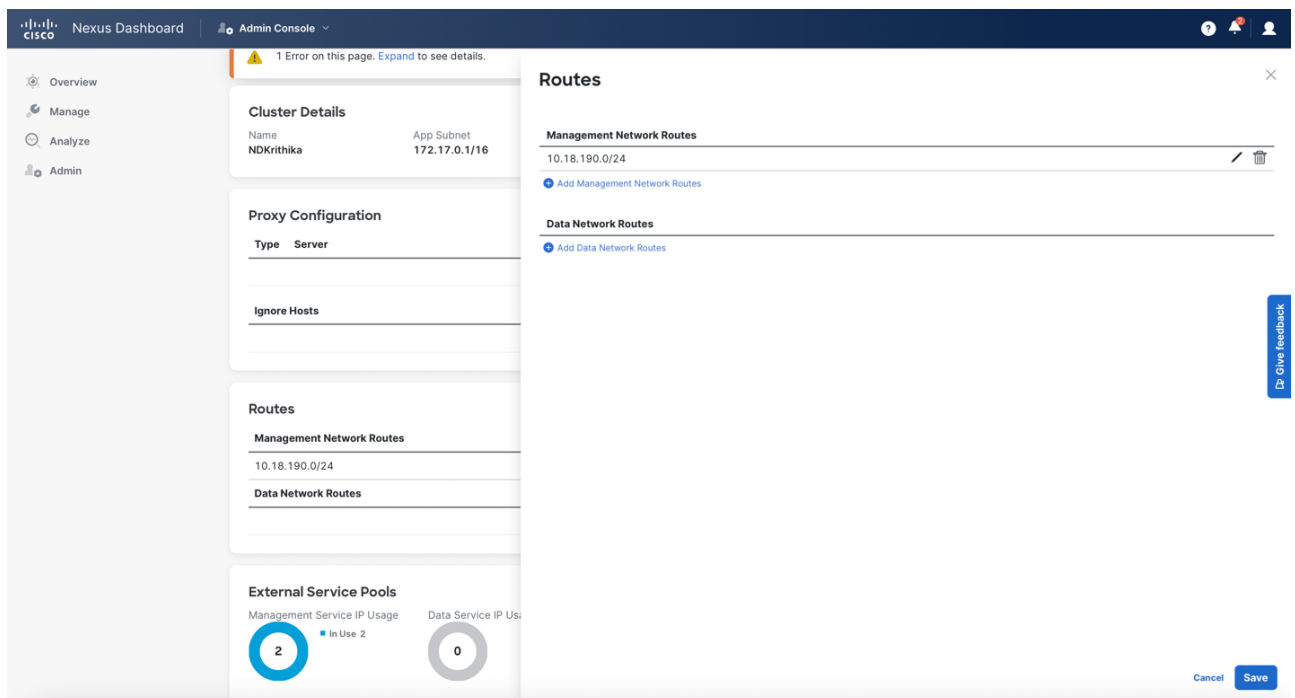 CISCO Nexus Dashboard Admin Console
2
Overview
Manage
Analyze
Admin
1 Error on this page. Expand to see details.
Cluster Details
Name App Subnet
NDKrithika 172.17.0.1/16
Proxy Configuration
Type Server
Ignore Hosts
Routes
Management Network Routes
10.18.190.0/24
Data Network Routes
External Service Pools
Management Service IP Usage Data Service IP
In Use 2
2 0
Routes
Management Network Routes
10.18.190.0/24
Add Management Network Routes
Data Network Routes
Add Data Network Routes
Give feedback
Cancel Save